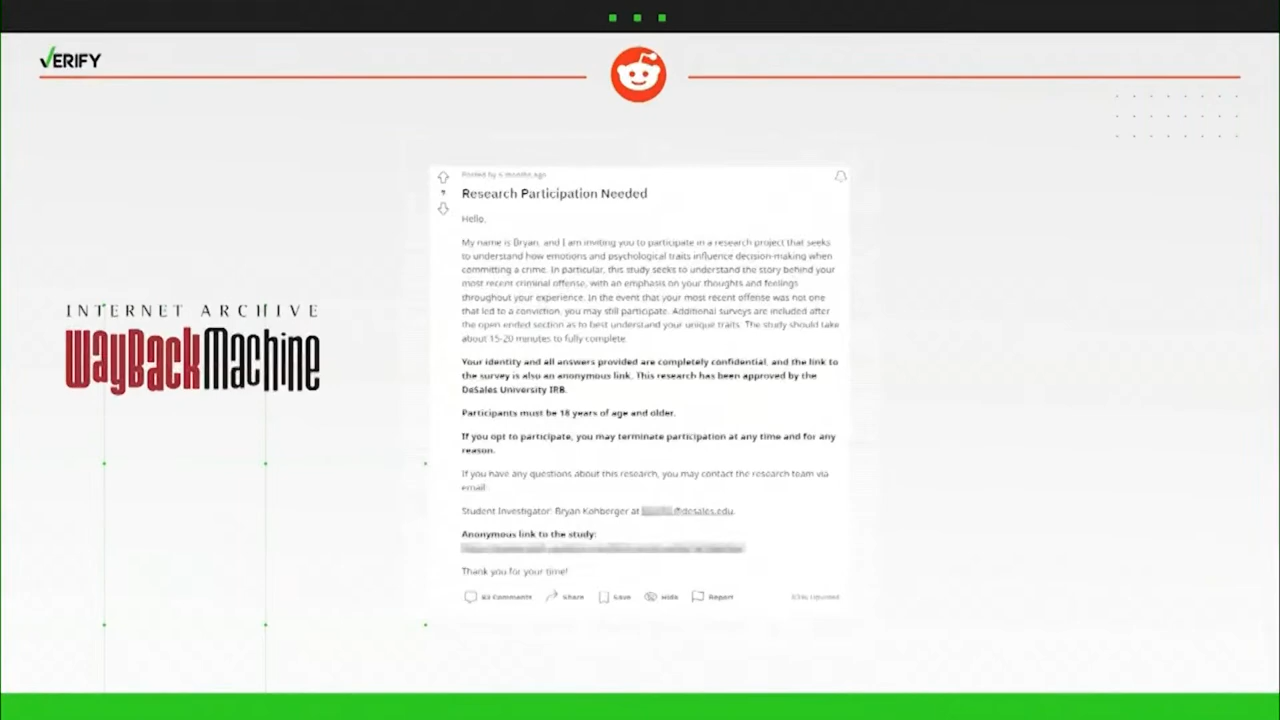 VERIFY
Posted by 6 months ago
Research Participation Needed
Hello,
My name is Bryan, and I am inviting you to participate in a research project that seeks
to understand how emotions and psychological traits influence decision-making when
committing a crime. In particular, this study seeks to understand the story behind your
most recent criminal offense, with an emphasis on your thoughts and feelings
throughout your experience. In the event that your most recent offense was not one
that led to a conviction, you may still participate. Additional surveys are included after
the open ended section as to best understand your unique traits. The study should take
about 15-20 minutes to fully complete.
Your identity and all answers provided are completely confidential, and the link to
the survey is also an anonymous link. This research has been approved by the
DeSales University IRB.
Participants must be 18 years of age and older.
If you opt to participate, you may terminate participation at any time and for any
reason.
If you have any questions about this research, you may contact the research team via
email.
Student Investigator: Bryan Kohberger at @desales.edu.
Anonymous link to the study:
Thank you for your time!
Comments Share Save Hide Report
Upvoted
INTERNET ARCHIVE
WayBackMachine